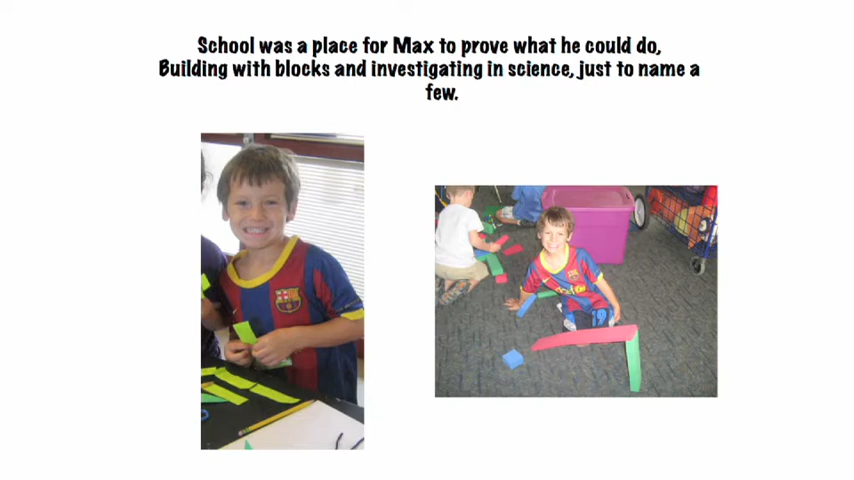 School was a place for Max to prove what he could do,
Building with blocks and investigating in science, just to name a
few.